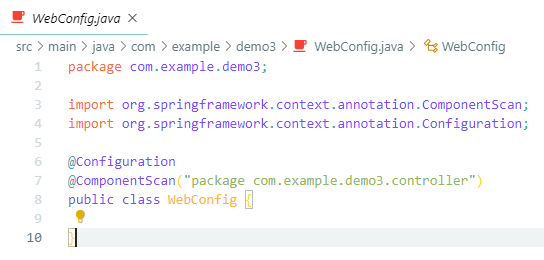 WebConfig.java ×
src > main > java > com > example > demo3 > WebConfig.java > WebConfig
1 package com.example.demo3;
2
3 import org.springframework.context.annotation.ComponentScan;
4 import org.springframework.context.annotation.Configuration;
5
6 @Configuration
7 @ComponentScan("package com.example.demo3.controller")
8 public class WebConfig {
9
10 }